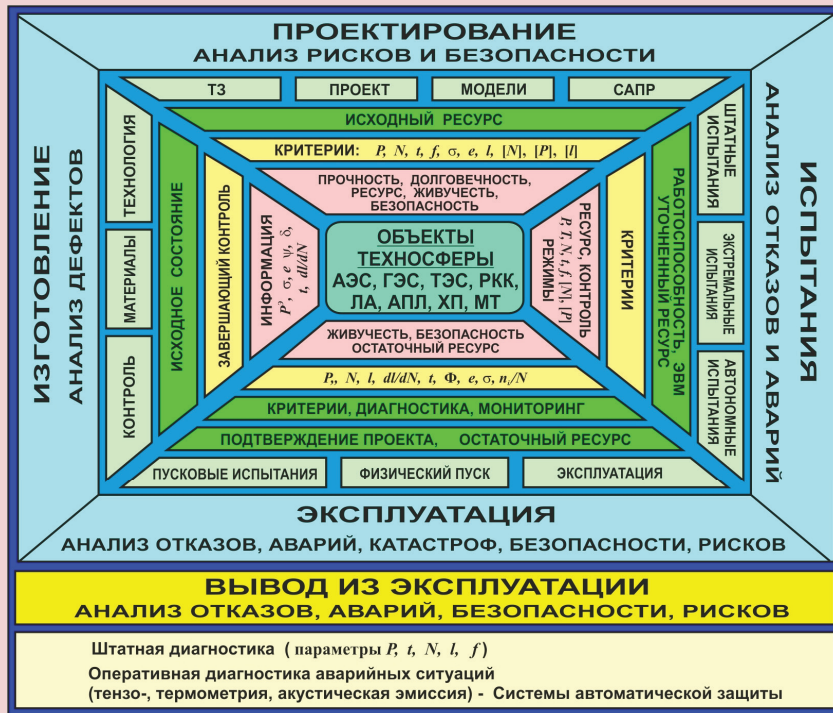 ПРОЕКТИРОВАНИЕ
АНАЛИЗ РИСКОВ И БЕЗОПАСНОСТИ
ТЗ
ПРОЕКТ
МОДЕЛИ
САПР
ИСХОДНЫЙ РЕСУРС
КРИТЕРИИ: P, N, t, f, σ, e, l, [N], [P], [l]
ПРОЧНОСТЬ, ДОЛГОВЕЧНОСТЬ,
РЕСУРС, ЖИВУЧЕСТЬ,
БЕЗОПАСНОСТЬ
ИЗГОТОВЛЕНИЕ
АНАЛИЗ ДЕФЕКТОВ
ТЕХНОЛОГИЯ
МАТЕРИАЛЫ
КОНТРОЛЬ
ИСХОДНОЕ СОСТОЯНИЕ
ЗАВЕРШАЮЩИЙ КОНТРОЛЬ
ИНФОРМАЦИЯ
ОБЪЕКТЫ
ТЕХНОСФЕРЫ
АЭС, ГЭС, ТЭС, РКК,
ЛА, АПЛ, ХП, МТ
РЕСУРС, КОНТРОЛЬ
P, T, N, t, f, [N], [P]
РЕЖИМЫ
КРИТЕРИИ
РАБОТОСПОСОБНОСТЬ, ЭВМ
УТОЧНЕННЫЙ РЕСУРС
ШТАТНЫЕ
ИСПЫТАНИЯ
ЭКСТРЕМАЛЬНЫЕ
ИСПЫТАНИЯ
АВТОНОМНЫЕ
ИСПЫТАНИЯ
АНАЛИЗ ОТКАЗОВ И АВАРИЙ
ИСПЫТАНИЯ
ЖИВУЧЕСТЬ, БЕЗОПАСНОСТЬ
ОСТАТОЧНЫЙ РЕСУРС
P,, N, l, dl/dN, t, Ф, e, σ, nᵢ/N
КРИТЕРИИ, ДИАГНОСТИКА, МОНИТОРИНГ
ПОДТВЕРЖДЕНИЕ ПРОЕКТА, ОСТАТОЧНЫЙ РЕСУРС
ПУСКОВЫЕ ИСПЫТАНИЯ
ФИЗИЧЕСКИЙ ПУСК
ЭКСПЛУАТАЦИЯ
ЭКСПЛУАТАЦИЯ
АНАЛИЗ ОТКАЗОВ, АВАРИЙ, КАТАСТРОФ, БЕЗОПАСНОСТИ, РИСКОВ
ВЫВОД ИЗ ЭКСПЛУАТАЦИИ
АНАЛИЗ ОТКАЗОВ, АВАРИЙ, БЕЗОПАСНОСТИ, РИСКОВ
Штатная диагностика ( параметры P, t, N, l, f )
Оперативная диагностика аварийных ситуаций
(тензо-, термометрия, акустическая эмиссия) - Системы автоматической защиты